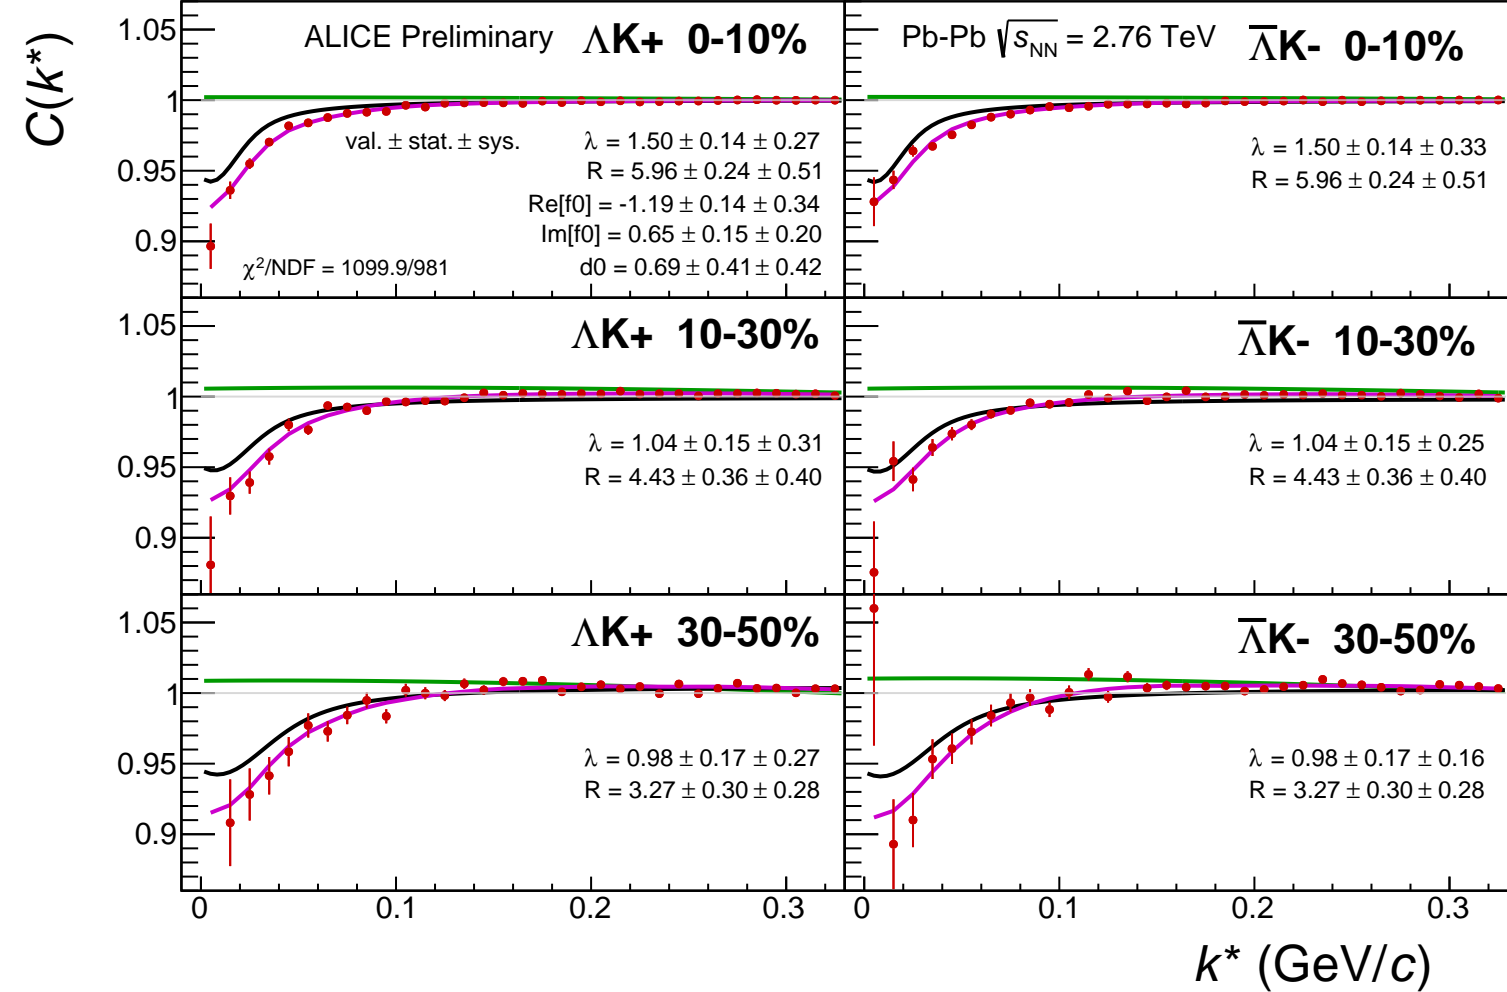 C(k*)
1.05
1
0.95
0.9
ALICE Preliminary ΛK+ 0-10%
val. ± stat. ± sys.
λ = 1.50 ± 0.14 ± 0.27
R = 5.96 ± 0.24 ± 0.51
Re[f0] = -1.19 ± 0.14 ± 0.34
Im[f0] = 0.65 ± 0.15 ± 0.20
χ²/NDF = 1099.9/981
d0 = 0.69 ± 0.41 ± 0.42
Pb-Pb √sNN = 2.76 TeV Λ̅K- 0-10%
λ = 1.50 ± 0.14 ± 0.33
R = 5.96 ± 0.24 ± 0.51
1.05
1
0.95
0.9
ΛK+ 10-30%
λ = 1.04 ± 0.15 ± 0.31
R = 4.43 ± 0.36 ± 0.40
Λ̅K- 10-30%
λ = 1.04 ± 0.15 ± 0.25
R = 4.43 ± 0.36 ± 0.40
1.05
1
0.95
0.9
ΛK+ 30-50%
λ = 0.98 ± 0.17 ± 0.27
R = 3.27 ± 0.30 ± 0.28
Λ̅K- 30-50%
λ = 0.98 ± 0.17 ± 0.16
R = 3.27 ± 0.30 ± 0.28
0 0.1 0.2 0.3 0 0.1 0.2 0.3
k* (GeV/c)